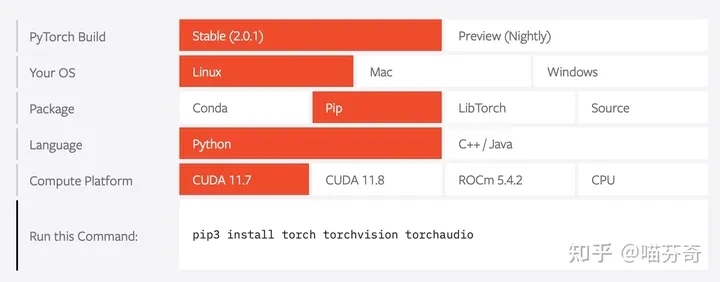 PyTorch Build Stable (2.0.1) Preview (Nightly)
Your OS Linux Mac Windows
Package Conda Pip LibTorch Source
Language Python C++ / Java
Compute Platform CUDA 11.7 CUDA 11.8 ROCm 5.4.2 CPU
Run this Command: pip3 install torch torchvision torchaudio
知乎 @喵芬奇